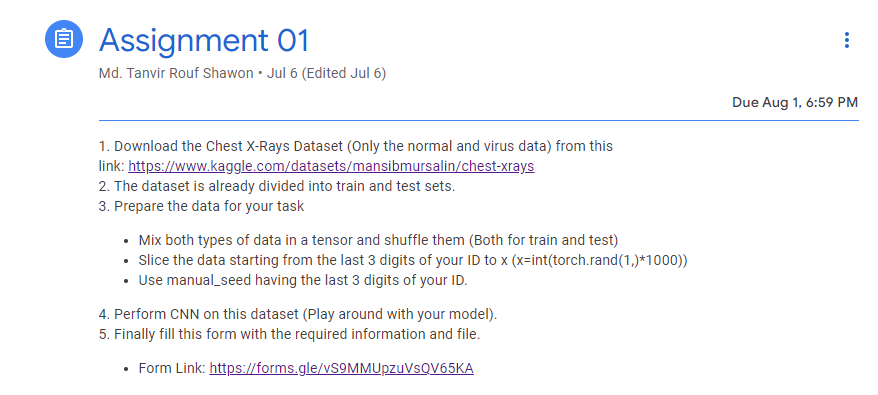 Assignment 01
Md. Tanvir Rouf Shawon • Jul 6 (Edited Jul 6)
Due Aug 1, 6:59 PM
1. Download the Chest X-Rays Dataset (Only the normal and virus data) from this
link: https://www.kaggle.com/datasets/mansibmursalin/chest-xrays
2. The dataset is already divided into train and test sets.
3. Prepare the data for your task
• Mix both types of data in a tensor and shuffle them (Both for train and test)
• Slice the data starting from the last 3 digits of your ID to x (x=int(torch.rand(1,)*1000))
• Use manual_seed having the last 3 digits of your ID.
4. Perform CNN on this dataset (Play around with your model).
5. Finally fill this form with the required information and file.
• Form Link: https://forms.gle/vS9MMUpzuVsQV65KA